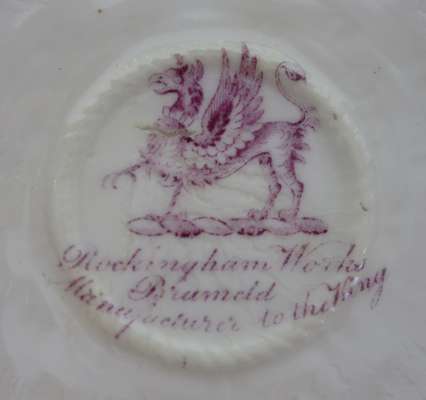 Rockingham Works
Brameld
Manufacturer to the King